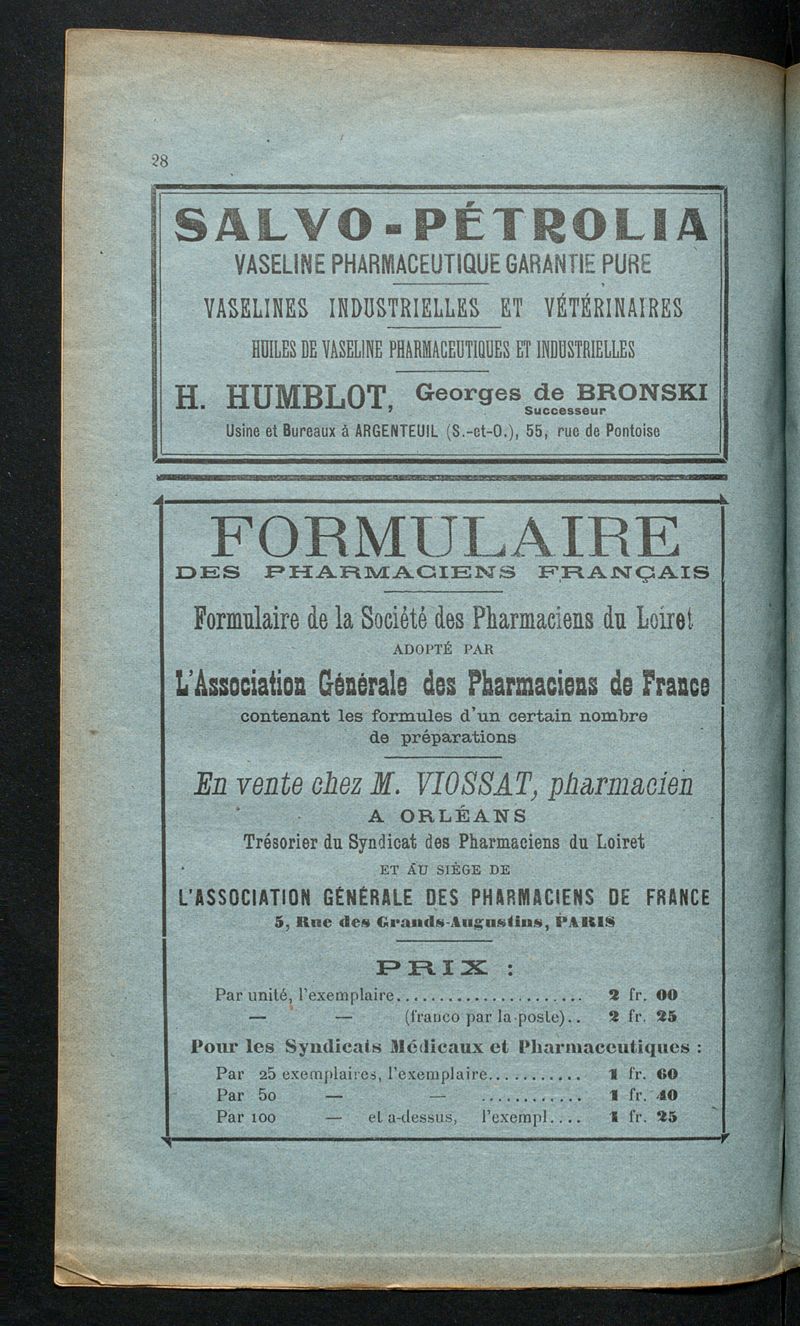 28
SALVO-PÉTROLIA
VASELINE PHARMACEUTIQUE GARANTIE PURE
VASELINES INDUSTRIELLES ET VÉTÉRINAIRES
HUILES DE VASELINE PHARMACEUTIQUES ET INDUSTRIELLES
H. HUMBLOT, Georges de BRONSKI
Successeur
Usine et Bureaux à ARGENTEUIL (S.-et-O.), 55, rue de Pontoise
FORMULAIRE
DES PHARMACIENS FRANÇAIS
Formulaire de la Société des Pharmaciens du Loiret
ADOPTÉ PAR
L'Association Générale des Pharmaciens de France
contenant les formules d'un certain nombre
de préparations
En vente chez M. VIOSSAT, pharmacien
A ORLÉANS
Trésorier du Syndicat des Pharmaciens du Loiret
ET AU SIÈGE DE
L'ASSOCIATION GÉNÉRALE DES PHARMACIENS DE FRANCE
5, Rue des Grands-Augustins, PARIS
PRIX :
Par unité, l'exemplaire...................... 2 fr. 00
— — (franco par la poste).. 2 fr. 25
Pour les Syndicats Médicaux et Pharmaceutiques :
Par 25 exemplaires, l'exemplaire........... 1 fr. 60
Par 50 — — ............ 1 fr. 40
Par 100 — et a-dessus, l'exempl.... 1 fr. 25